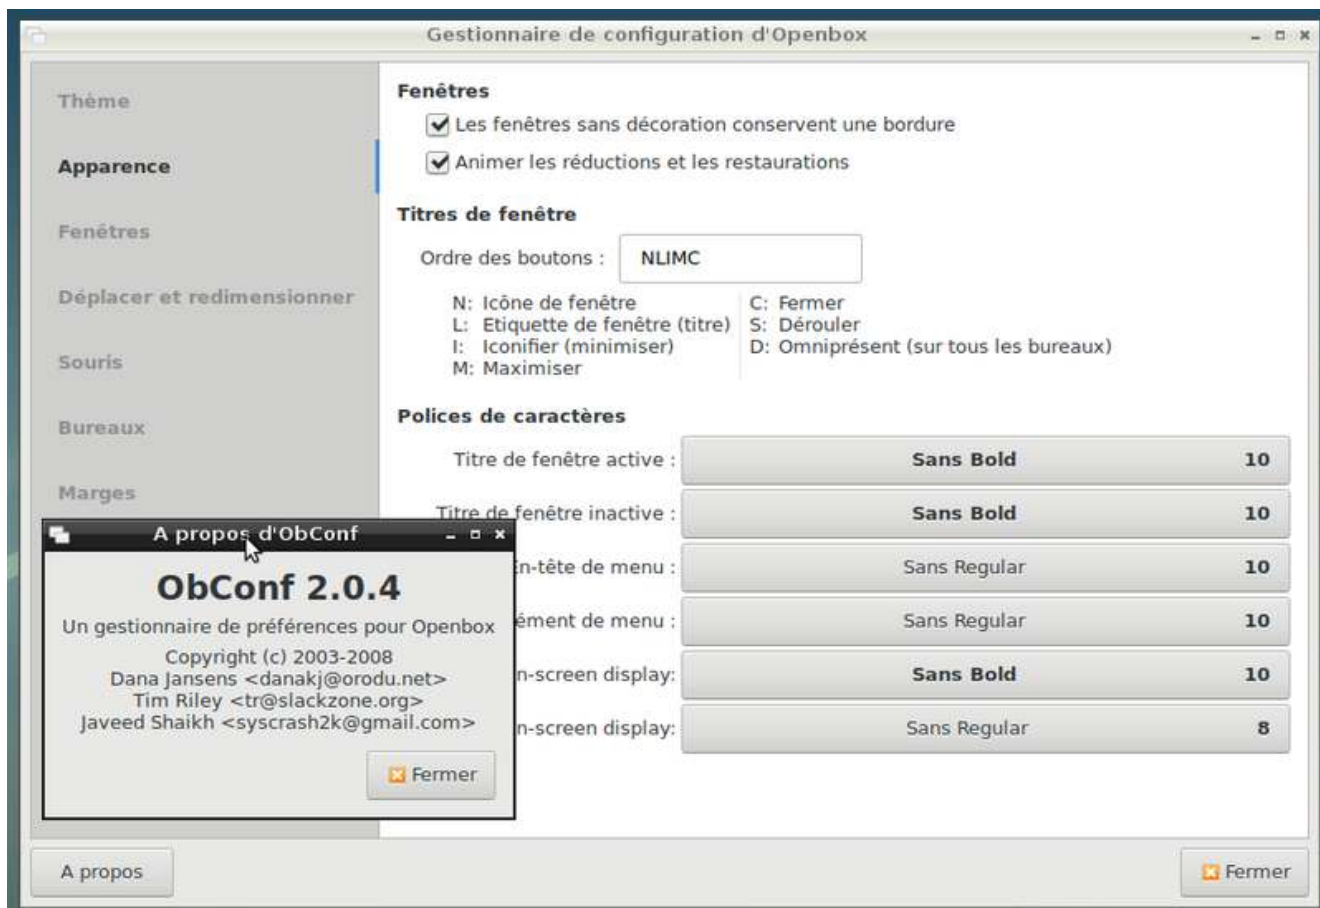 Gestionnaire de configuration d'Openbox
Thème
Apparence
Fenêtres
Déplacer et redimensionner
Souris
Bureaux
Marges
Fenêtres
Les fenêtres sans décoration conservent une bordure
Animer les réductions et les restaurations
Titres de fenêtre
Ordre des boutons : NLIMC
N: Icône de fenêtre
L: Etiquette de fenêtre (titre)
I: Iconifier (minimiser)
M: Maximiser
C: Fermer
S: Dérouler
D: Omniprésent (sur tous les bureaux)
Polices de caractères
Titre de fenêtre active : Sans Bold 10
Titre de fenêtre inactive : Sans Bold 10
n-tête de menu : Sans Regular 10
ément de menu : Sans Regular 10
n-screen display: Sans Bold 10
n-screen display: Sans Regular 8
A propos d'ObConf
ObConf 2.0.4
Un gestionnaire de préférences pour Openbox
Copyright (c) 2003-2008
Dana Jansens <danakj@orodu.net>
Tim Riley <tr@slackzone.org>
Javeed Shaikh <syscrash2k@gmail.com>
Fermer
A propos
Fermer